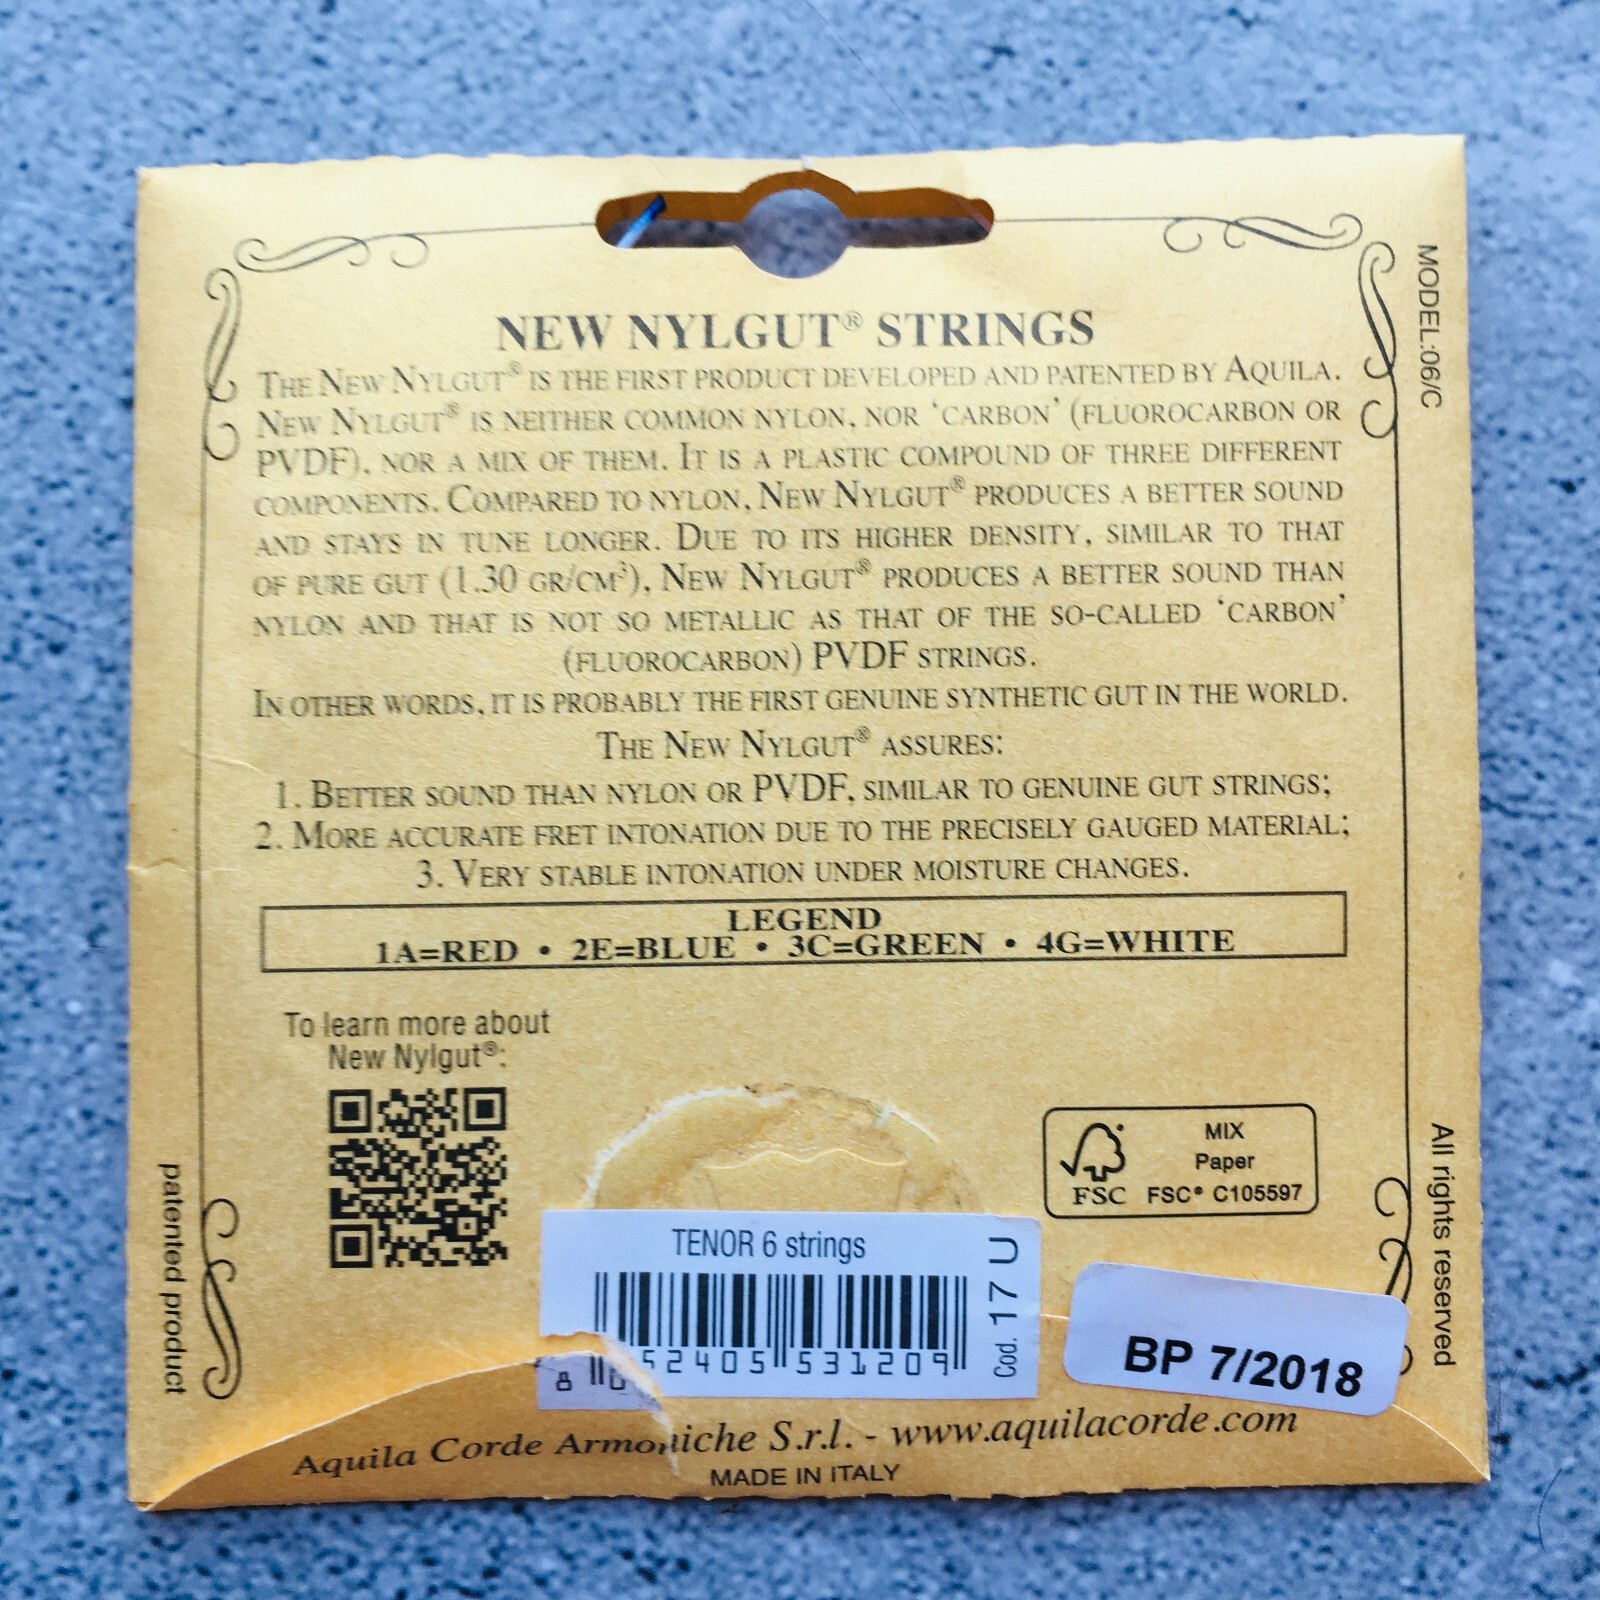 NEW NYLGUT® STRINGS
THE NEW NYLGUT® IS THE FIRST PRODUCT DEVELOPED AND PATENTED BY AQUILA.
NEW NYLGUT® IS NEITHER COMMON NYLON, NOR ‘CARBON’ (FLUOROCARBON OR
PVDF), NOR A MIX OF THEM. IT IS A PLASTIC COMPOUND OF THREE DIFFERENT
COMPONENTS. COMPARED TO NYLON, NEW NYLGUT® PRODUCES A BETTER SOUND
AND STAYS IN TUNE LONGER. DUE TO ITS HIGHER DENSITY, SIMILAR TO THAT
OF PURE GUT (1.30 GR/CM³), NEW NYLGUT® PRODUCES A BETTER SOUND THAN
NYLON AND THAT IS NOT SO METALLIC AS THAT OF THE SO-CALLED ‘CARBON’
(FLUOROCARBON) PVDF STRINGS.
IN OTHER WORDS, IT IS PROBABLY THE FIRST GENUINE SYNTHETIC GUT IN THE WORLD.
THE NEW NYLGUT® ASSURES:
1. BETTER SOUND THAN NYLON OR PVDF, SIMILAR TO GENUINE GUT STRINGS;
2. MORE ACCURATE FRET INTONATION DUE TO THE PRECISELY GAUGED MATERIAL;
3. VERY STABLE INTONATION UNDER MOISTURE CHANGES.
LEGEND
1A=RED • 2E=BLUE • 3C=GREEN • 4G=WHITE
MODEL:06/C
To learn more about
New Nylgut®:
MIX
Paper
FSC
FSC® C105597
patented product
All rights reserved
TENOR 6 strings
Cod. 17 U
8 52405 531209
BP 7/2018
Aquila Corde Armoniche S.r.l. - www.aquilacorde.com
MADE IN ITALY